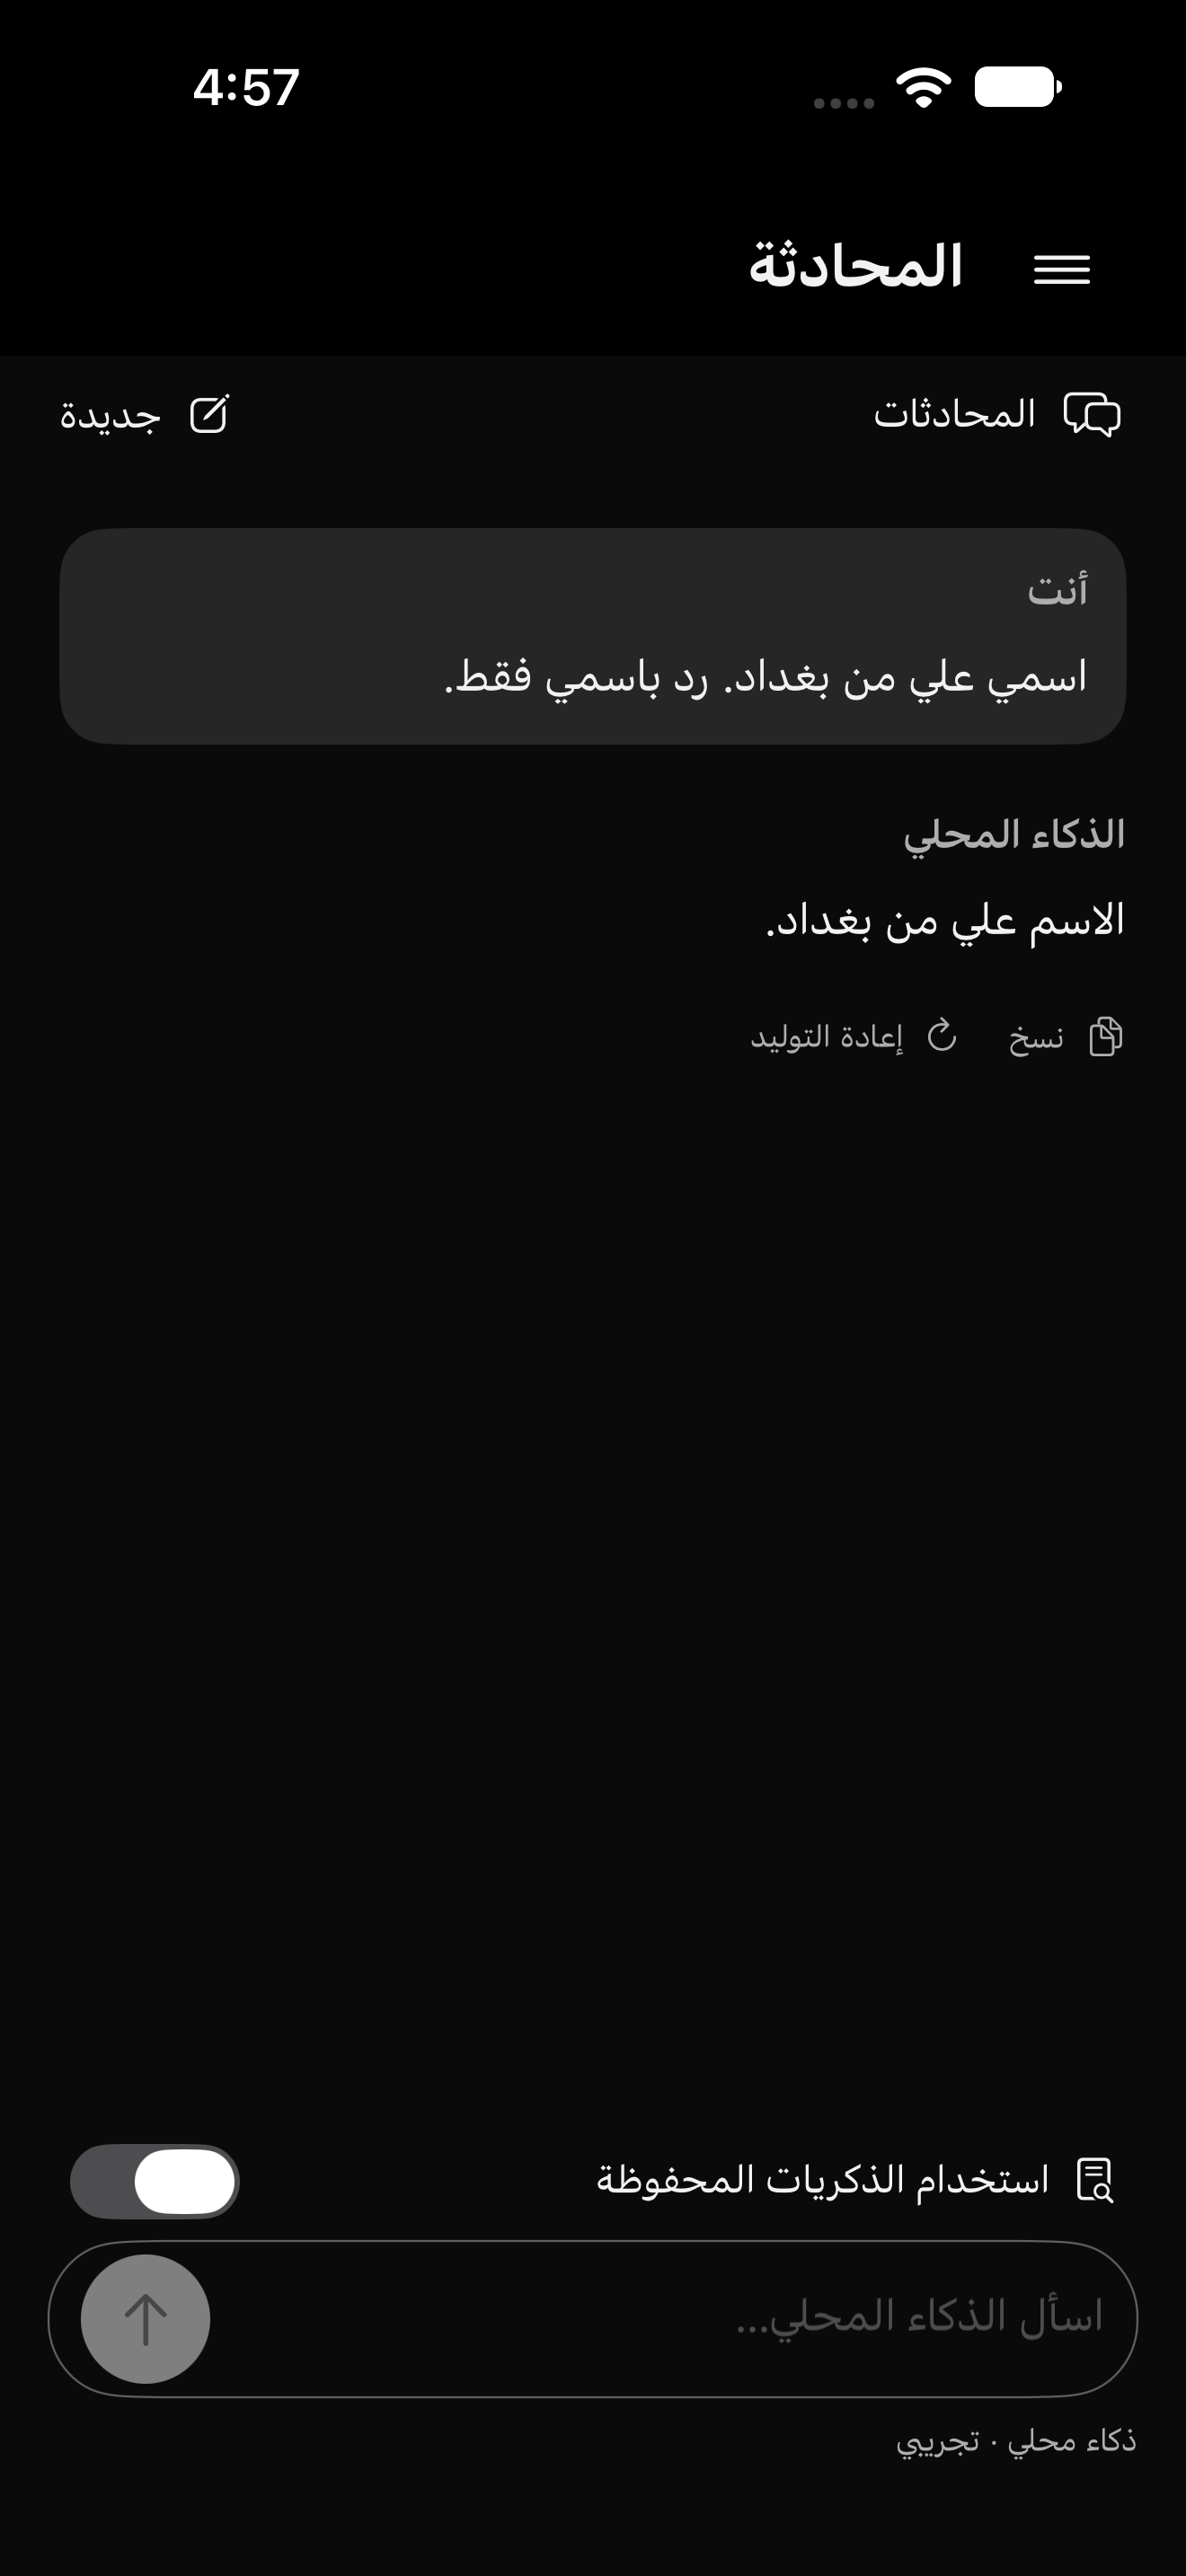 4:57
المحادثة
المحادثات
جديدة
أنت
اسمي علي من بغداد. رد باسمي فقط.
الذكاء المحلي
الاسم علي من بغداد.
نسخ
إعادة التوليد
استخدام الذكريات المحفوظة
اسأل الذكاء المحلي...
ذكاء محلي · تجريبي